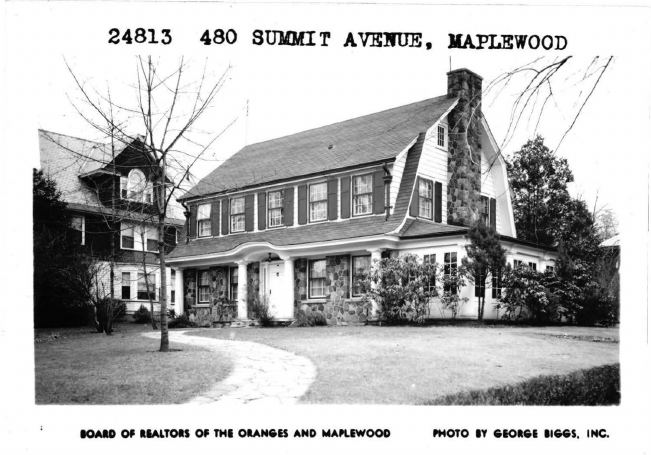 24813 480 SUMMIT AVENUE, MAPLEWOOD
BOARD OF REALTORS OF THE ORANGES AND MAPLEWOOD PHOTO BY GEORGE BIGGS, INC.